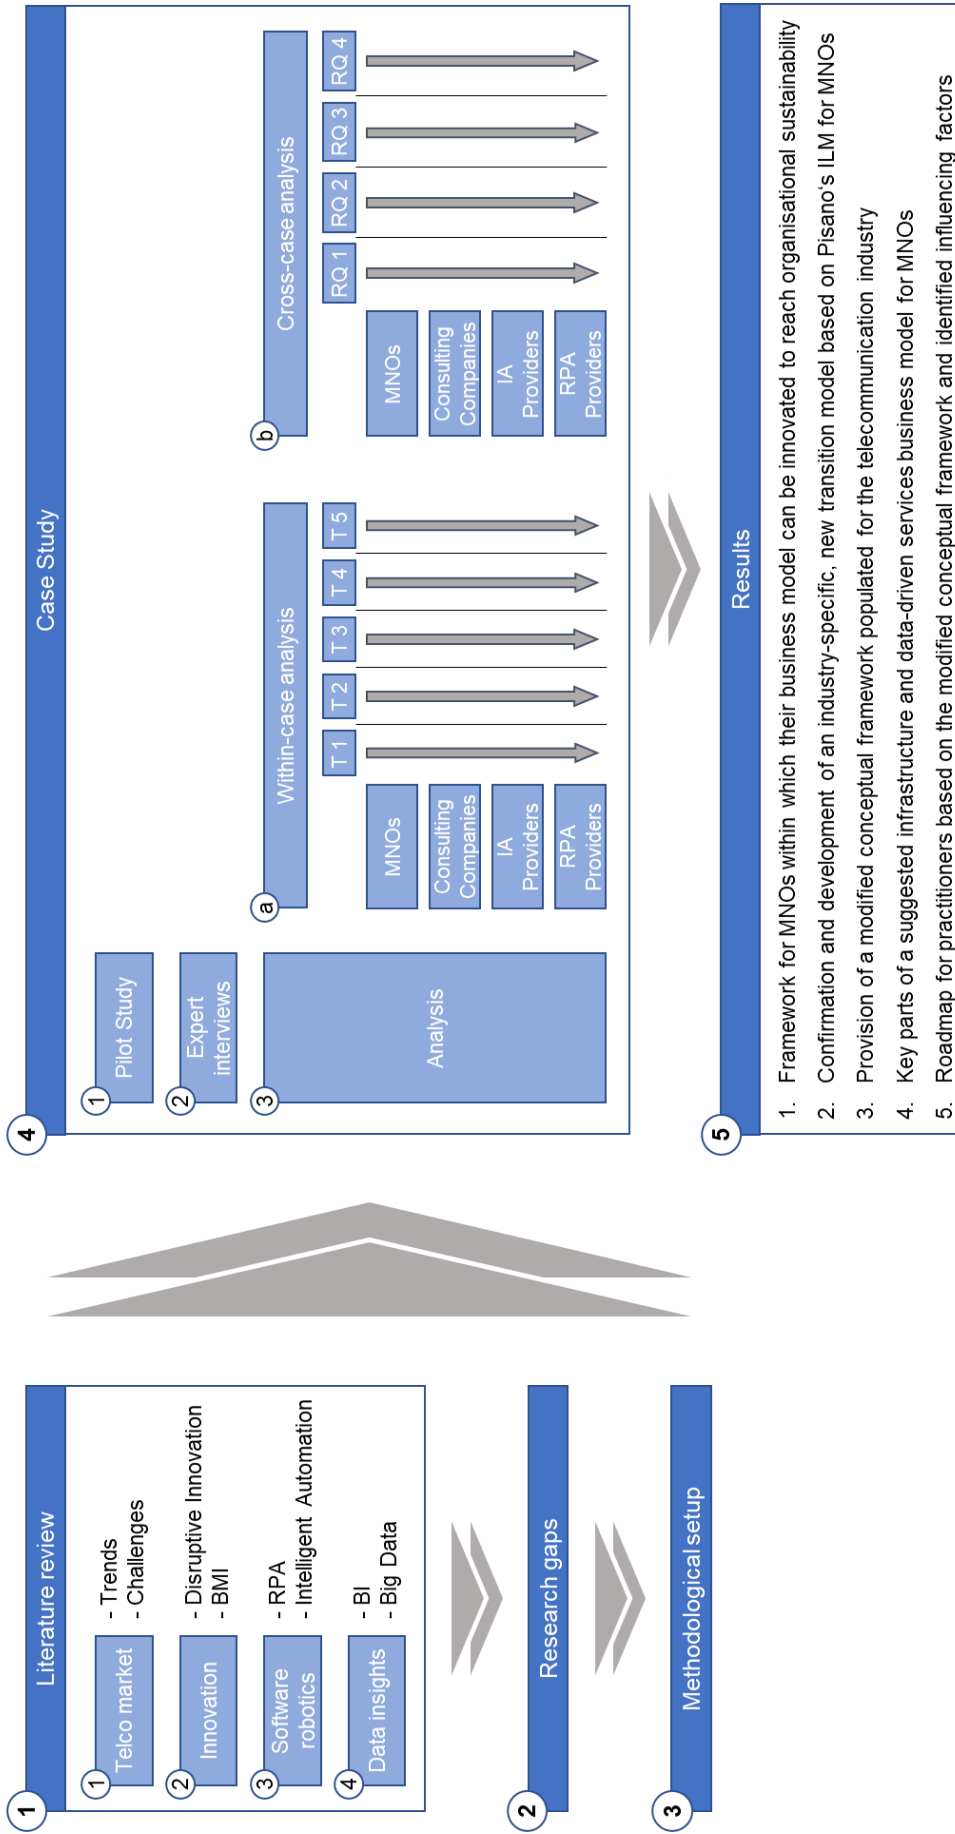 1
Literature review
1
Telco market
- Trends
- Challenges
2
Innovation
- Disruptive Innovation
- BMI
3
Software
robotics
- RPA
- Intelligent Automation
4
Data insights
- BI
- Big Data
2
Research gaps
3
Methodological setup
4
Case Study
1
Pilot Study
2
Expert
interviews
3
Analysis
a
Within-case analysis
T 1
T 2
T 3
T 4
T 5
MNOs
Consulting
Companies
IA
Providers
RPA
Providers
b
Cross-case analysis
RQ 1
RQ 2
RQ 3
RQ 4
MNOs
Consulting
Companies
IA
Providers
RPA
Providers
5
Results
1. Framework for MNOs within which their business model can be innovated to reach organisational sustainability
2. Confirmation and development of an industry-specific, new transition model based on Pisano‘s ILM for MNOs
3. Provision of a modified conceptual framework populated for the telecommunication industry
4. Key parts of a suggested infrastructure and data-driven services business model for MNOs
5. Roadmap for practitioners based on the modified conceptual framework and identified influencing factors